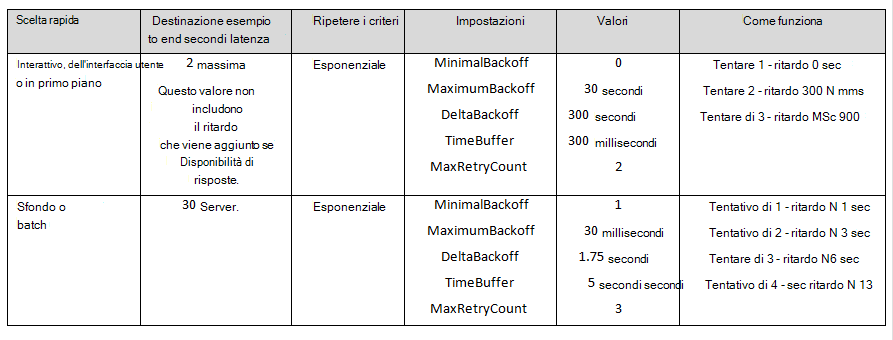 Scelta rapida
Destinazione esempio
to end secondi latenza
Ripetere i criteri
Impostazioni
Valori
Come funziona
Interattivo, dell'interfaccia utente
o in primo piano
2 massima
Questo valore non
includono
il ritardo
che viene aggiunto se
Disponibilità di
risposte.
Esponenziale
MinimalBackoff
MaximumBackoff
DeltaBackoff
TimeBuffer
MaxRetryCount
0
30 secondi
300 secondi
300 millisecondi
2
Tentare 1 - ritardo 0 sec
Tentare 2 - ritardo 300 N mms
Tentare di 3 - ritardo MSc 900
Sfondo o
batch
30 Server.
Esponenziale
MinimalBackoff
MaximumBackoff
DeltaBackoff
TimeBuffer
MaxRetryCount
1
30 millisecondi
1.75 secondi
5 secondi secondi
3
Tentativo di 1 - ritardo N 1 sec
Tentativo di 2 - ritardo N 3 sec
Tentare di 3 - ritardo N6 sec
Tentativo di 4 - sec ritardo N 13